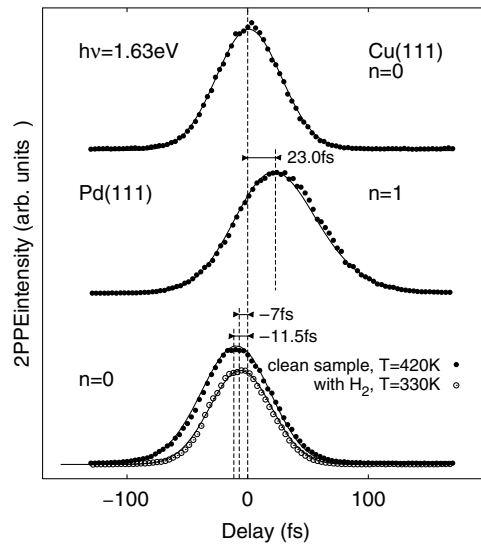 hν=1.63eV
Cu(111)
n=0
23.0fs
Pd(111)
n=1
−7fs
−11.5fs
clean sample, T=420K
n=0
with H2, T=330K
2PPEintensity (arb. units )
−100
0
100
Delay (fs)